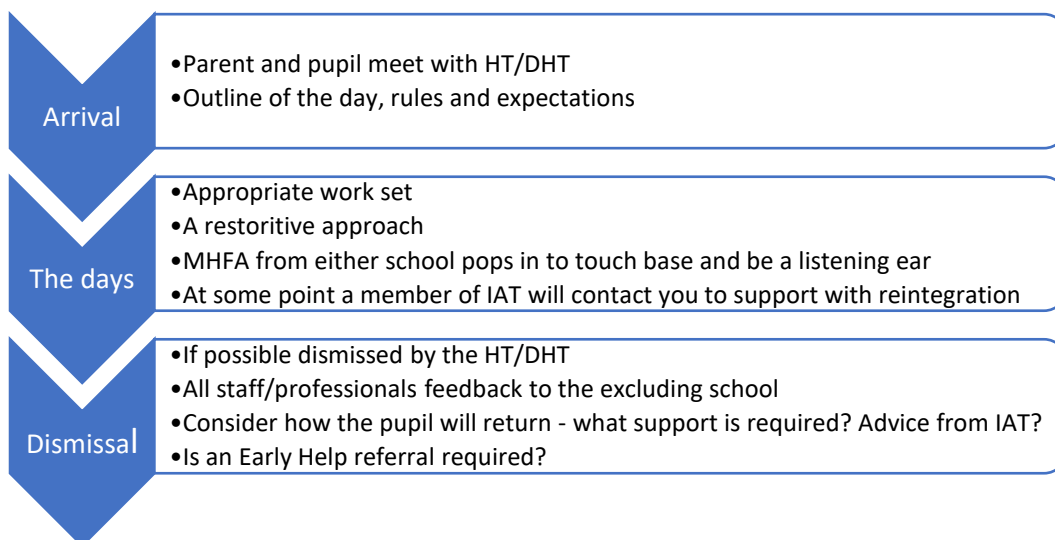 Arrival
•Parent and pupil meet with HT/DHT
•Outline of the day, rules and expectations
The days
•Appropriate work set
•A restoritive approach
•MHFA from either school pops in to touch base and be a listening ear
•At some point a member of IAT will contact you to support with reintegration
Dismissal
•If possible dismissed by the HT/DHT
•All staff/professionals feedback to the excluding school
•Consider how the pupil will return - what support is required? Advice from IAT?
•Is an Early Help referral required?